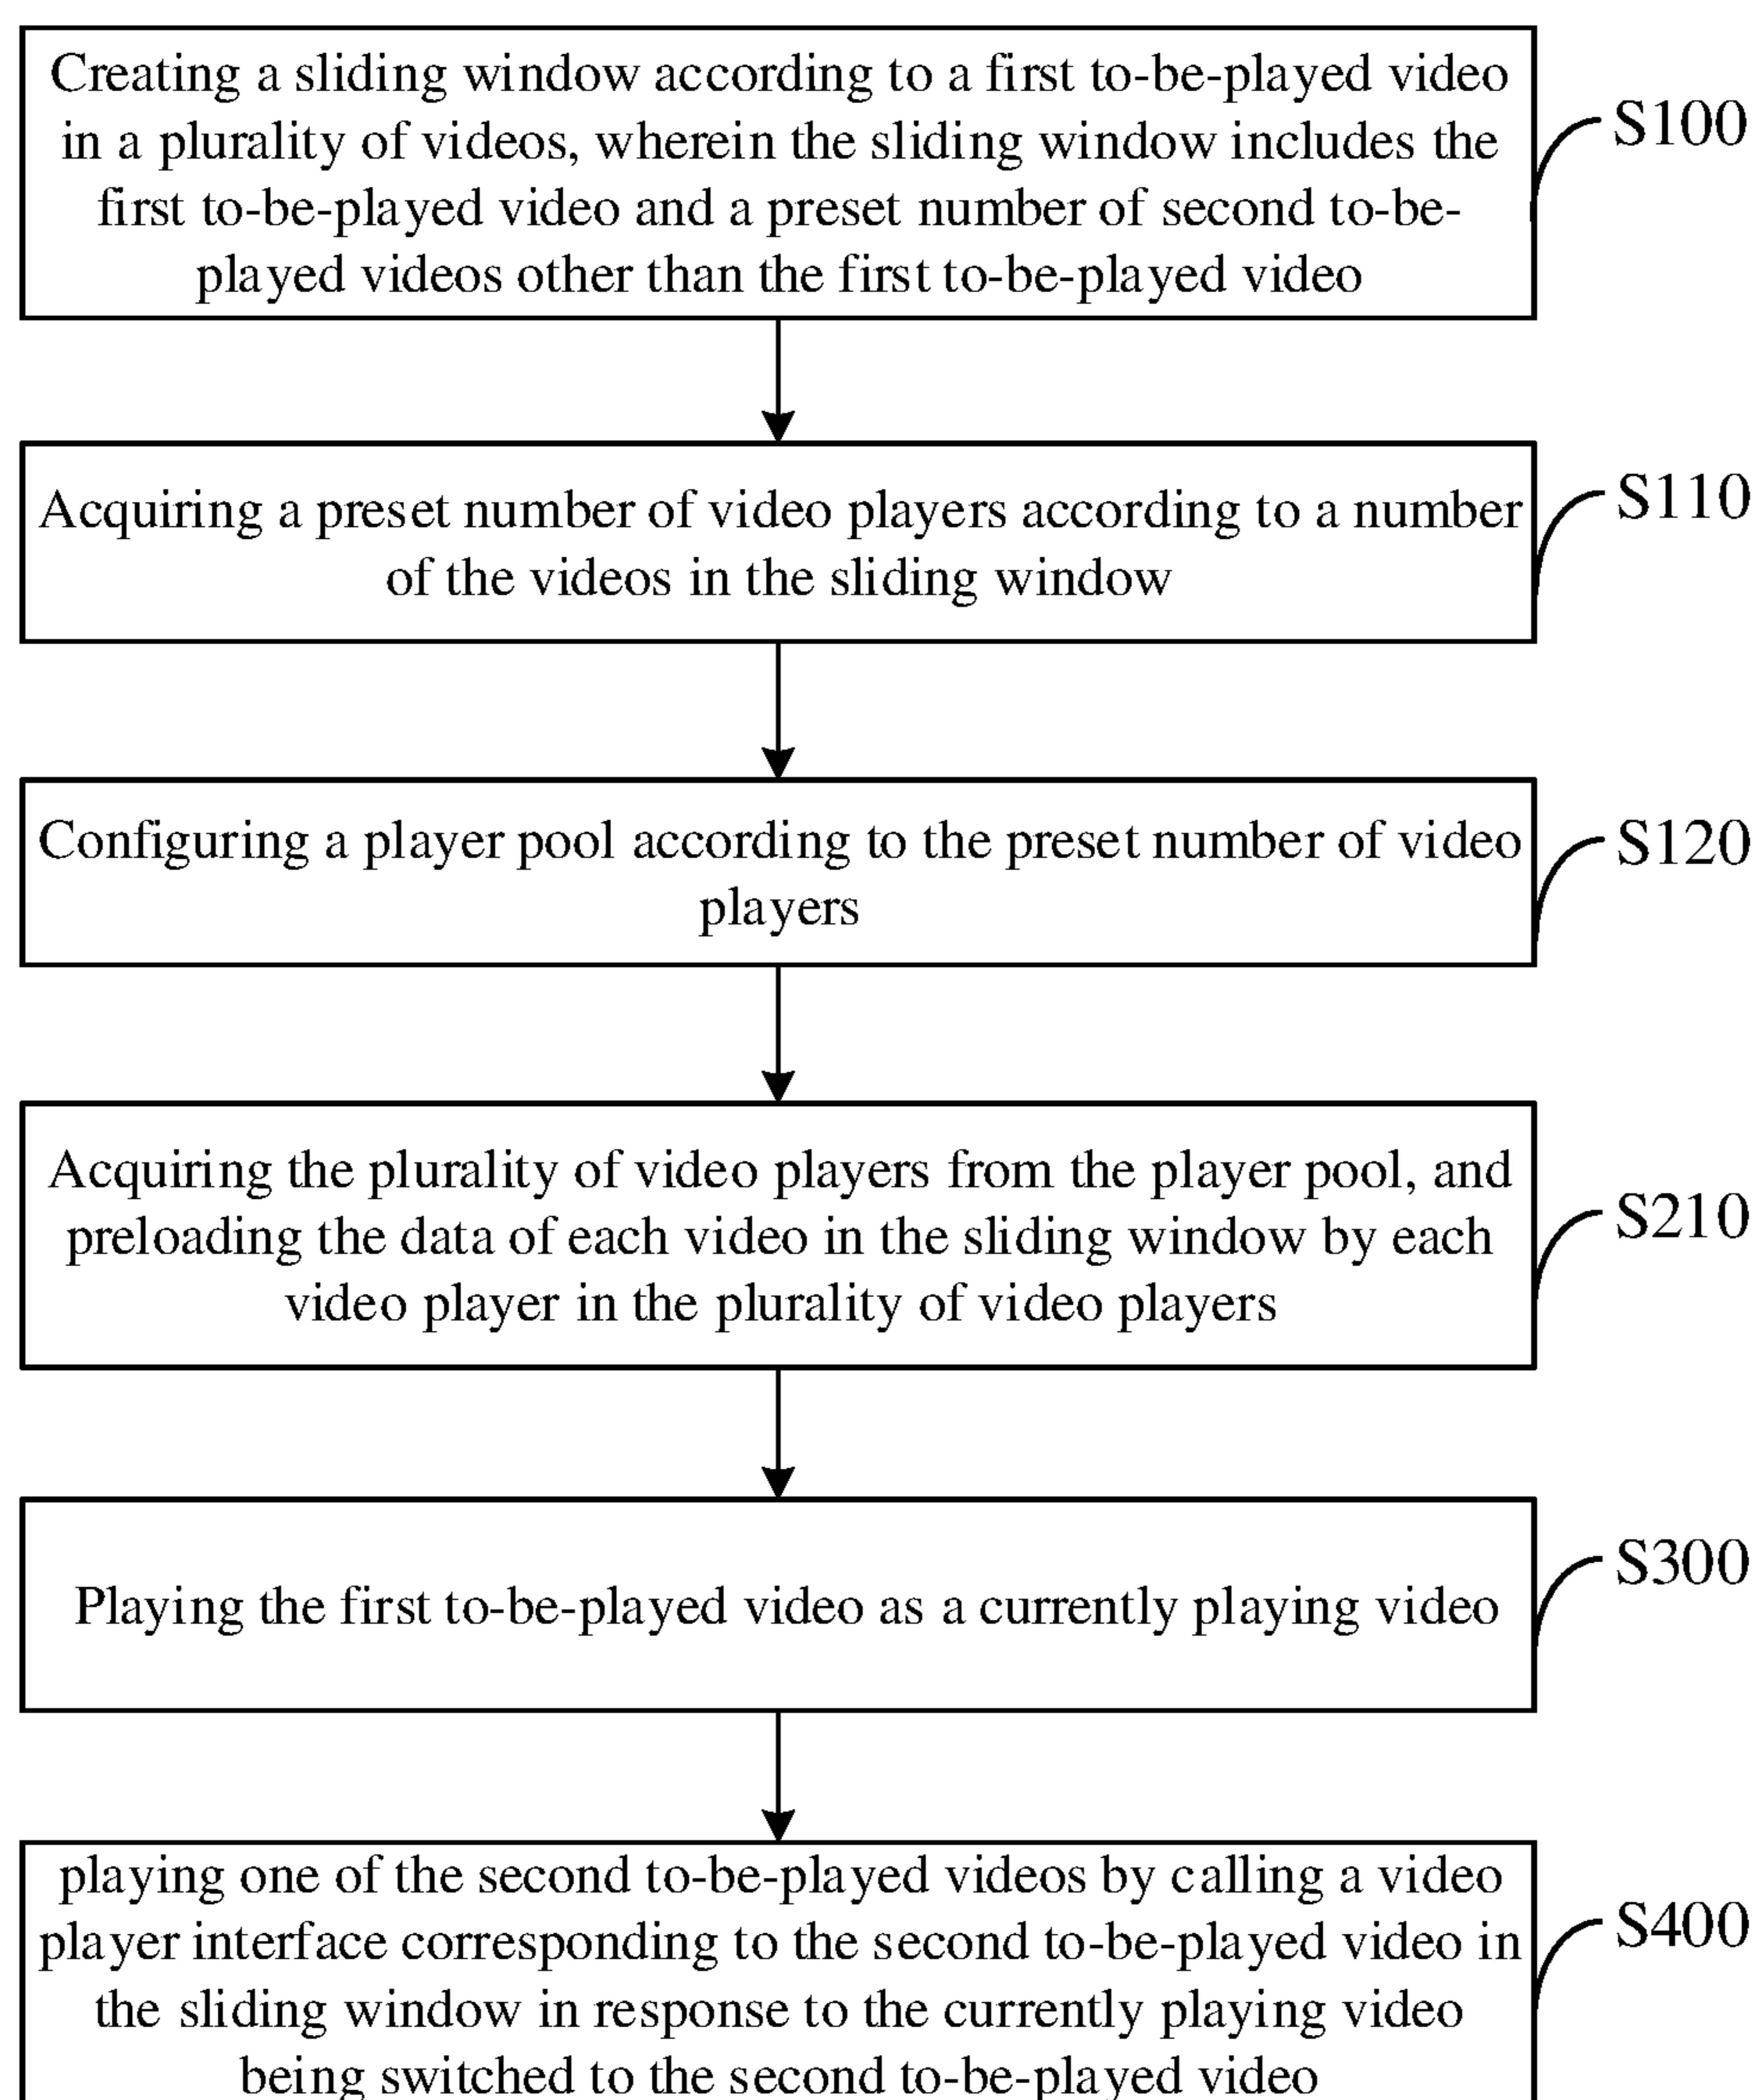 Creating a sliding window according to a first to-be-played video
in a plurality of videos, wherein the sliding window includes the
first to-be-played video and a preset number of second to-be-
played videos other than the first to-be-played video
S100
Acquiring a preset number of video players according to a number
of the videos in the sliding window
S110
Configuring a player pool according to the preset number of video
players
S120
Acquiring the plurality of video players from the player pool, and
preloading the data of each video in the sliding window by each
video player in the plurality of video players
S210
Playing the first to-be-played video as a currently playing video
S300
playing one of the second to-be-played videos by calling a video
player interface corresponding to the second to-be-played video in
the sliding window in response to the currently playing video
being switched to the second to-be-played video
S400